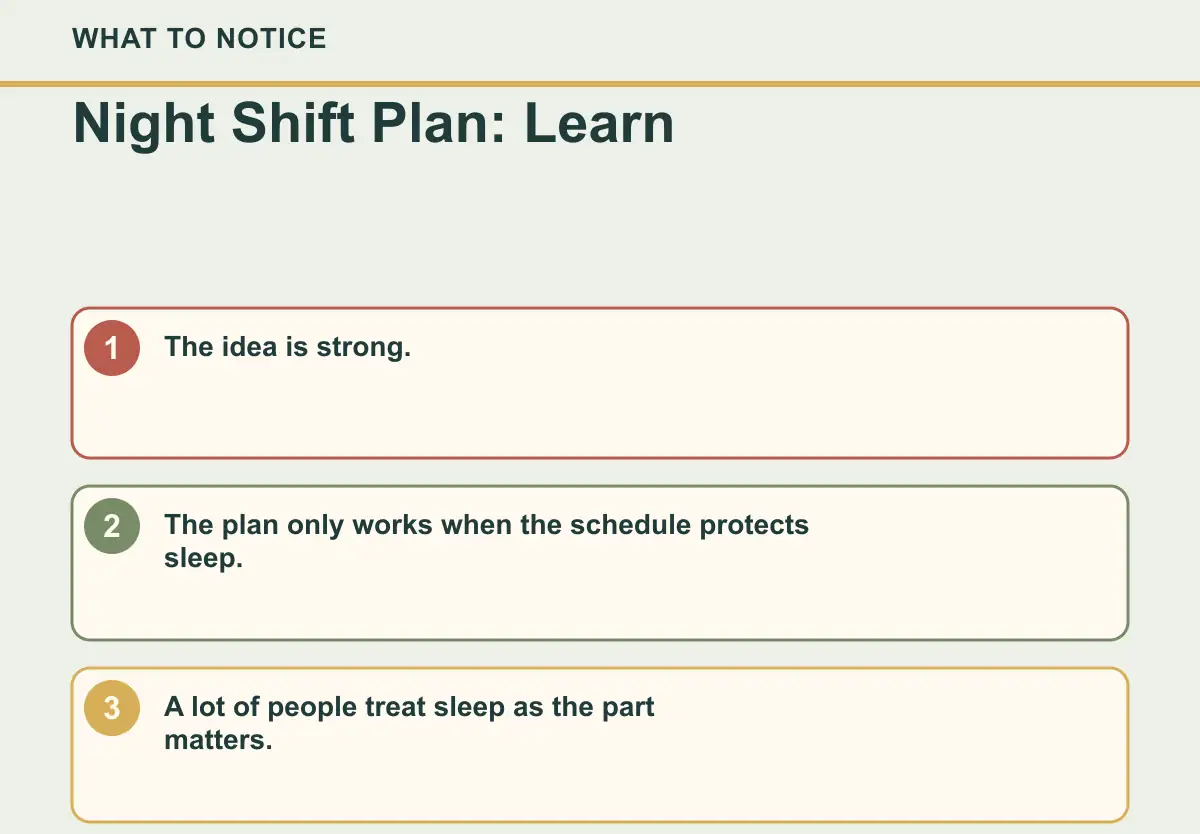 WHAT TO NOTICE
Night Shift Plan: Learn
1
The idea is strong.
2
The plan only works when the schedule protects
sleep.
3
A lot of people treat sleep as the part
matters.